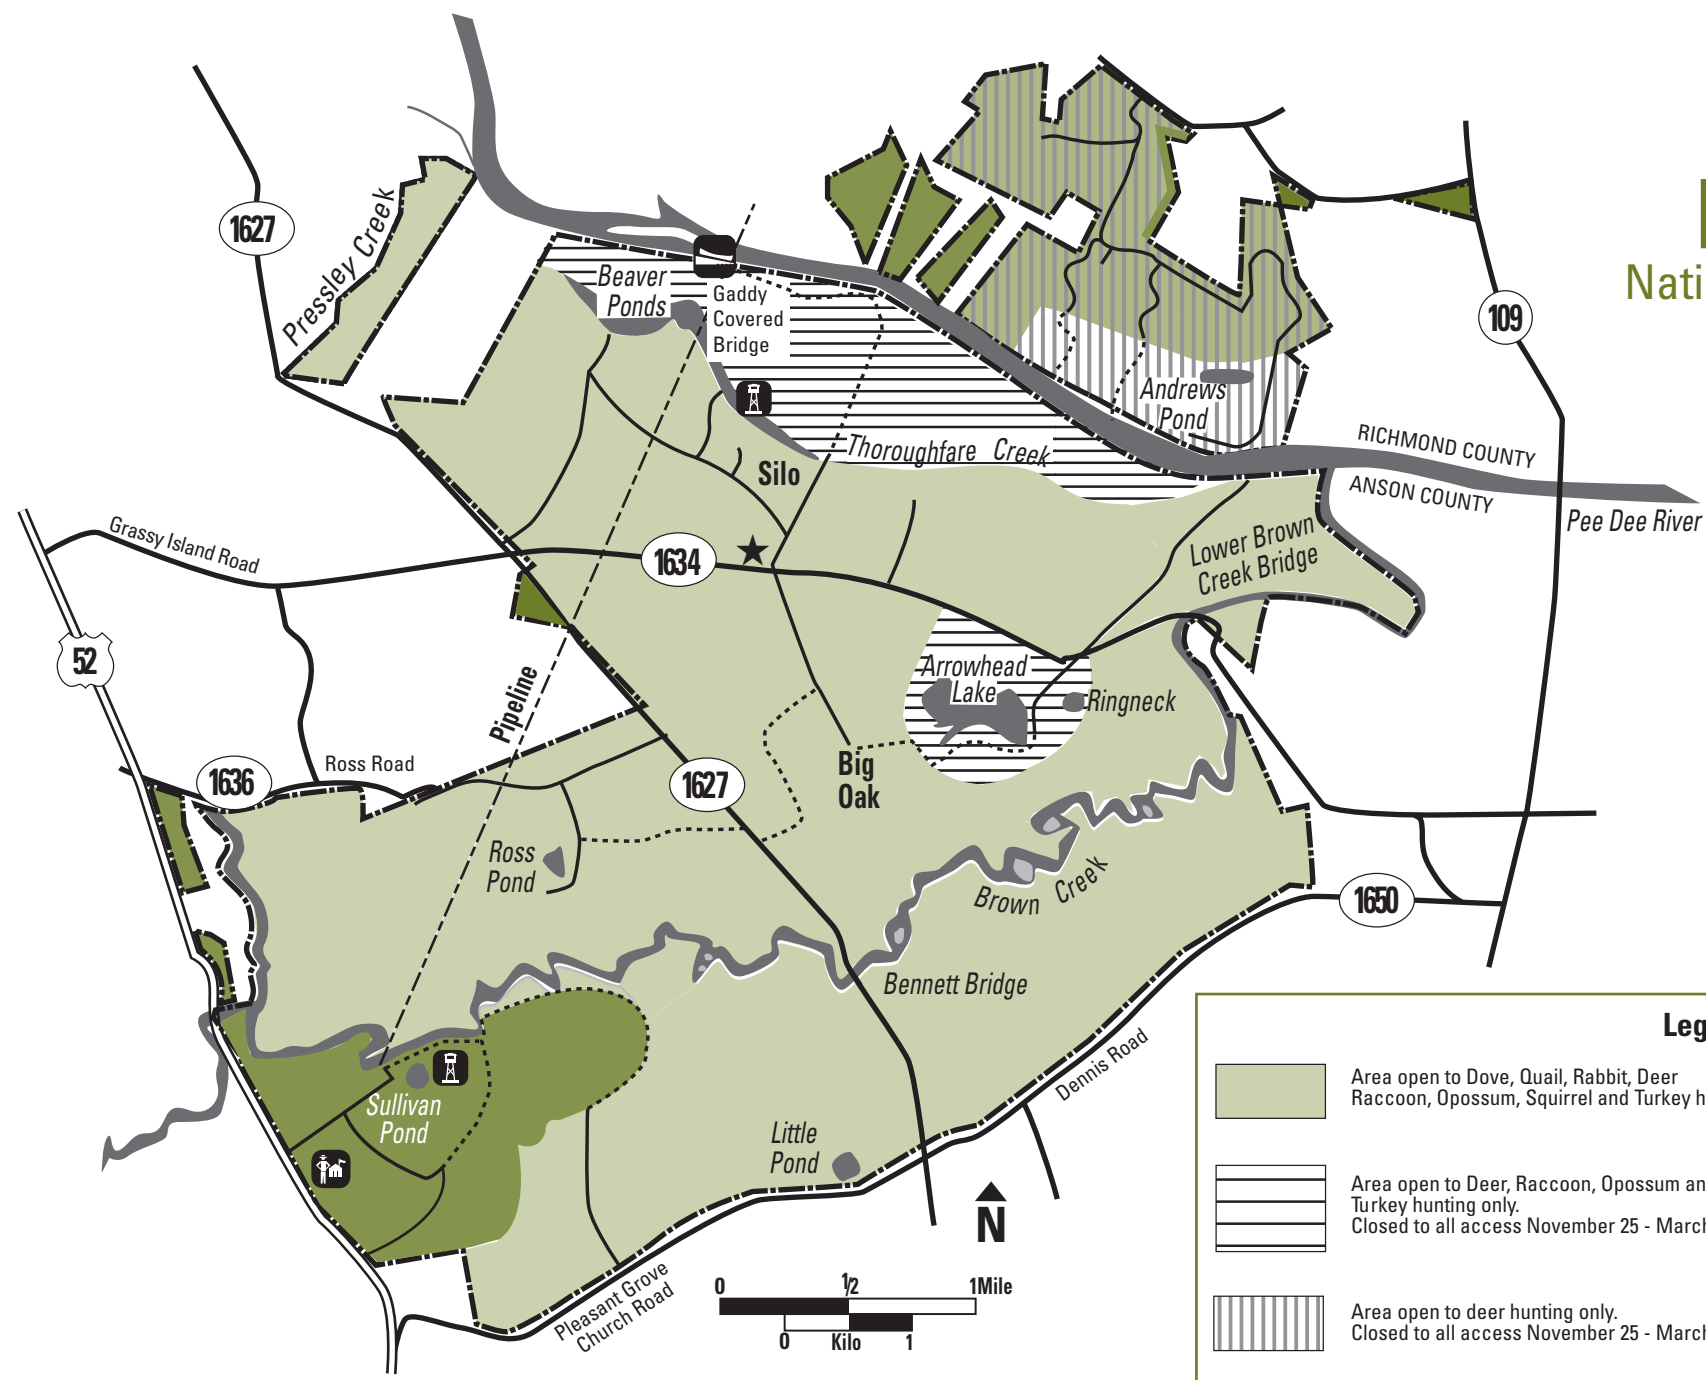 1627
Pressley Creek
Beaver
Ponds
Gaddy
Covered
Bridge
Nati
109
Andrews
Pond
RICHMOND COUNTY
ANSON COUNTY
Pee Dee River
Thoroughfare Creek
Silo
Grassy Island Road
1634
Lower Brown
Creek Bridge
52
Pipeline
Arrowhead
Lake
Ringneck
1636
Ross Road
1627
Big
Oak
Ross
Pond
Brown Creek
1650
Bennett Bridge
Dennis Road
Sullivan
Pond
Little
Pond
N
Pleasant Grove
Church Road
0 1/2 1Mile
0 Kilo 1
Leg
Area open to Dove, Quail, Rabbit, Deer
Raccoon, Opossum, Squirrel and Turkey h
Area open to Deer, Raccoon, Opossum an
Turkey hunting only.
Closed to all access November 25 - March
Area open to deer hunting only.
Closed to all access November 25 - March